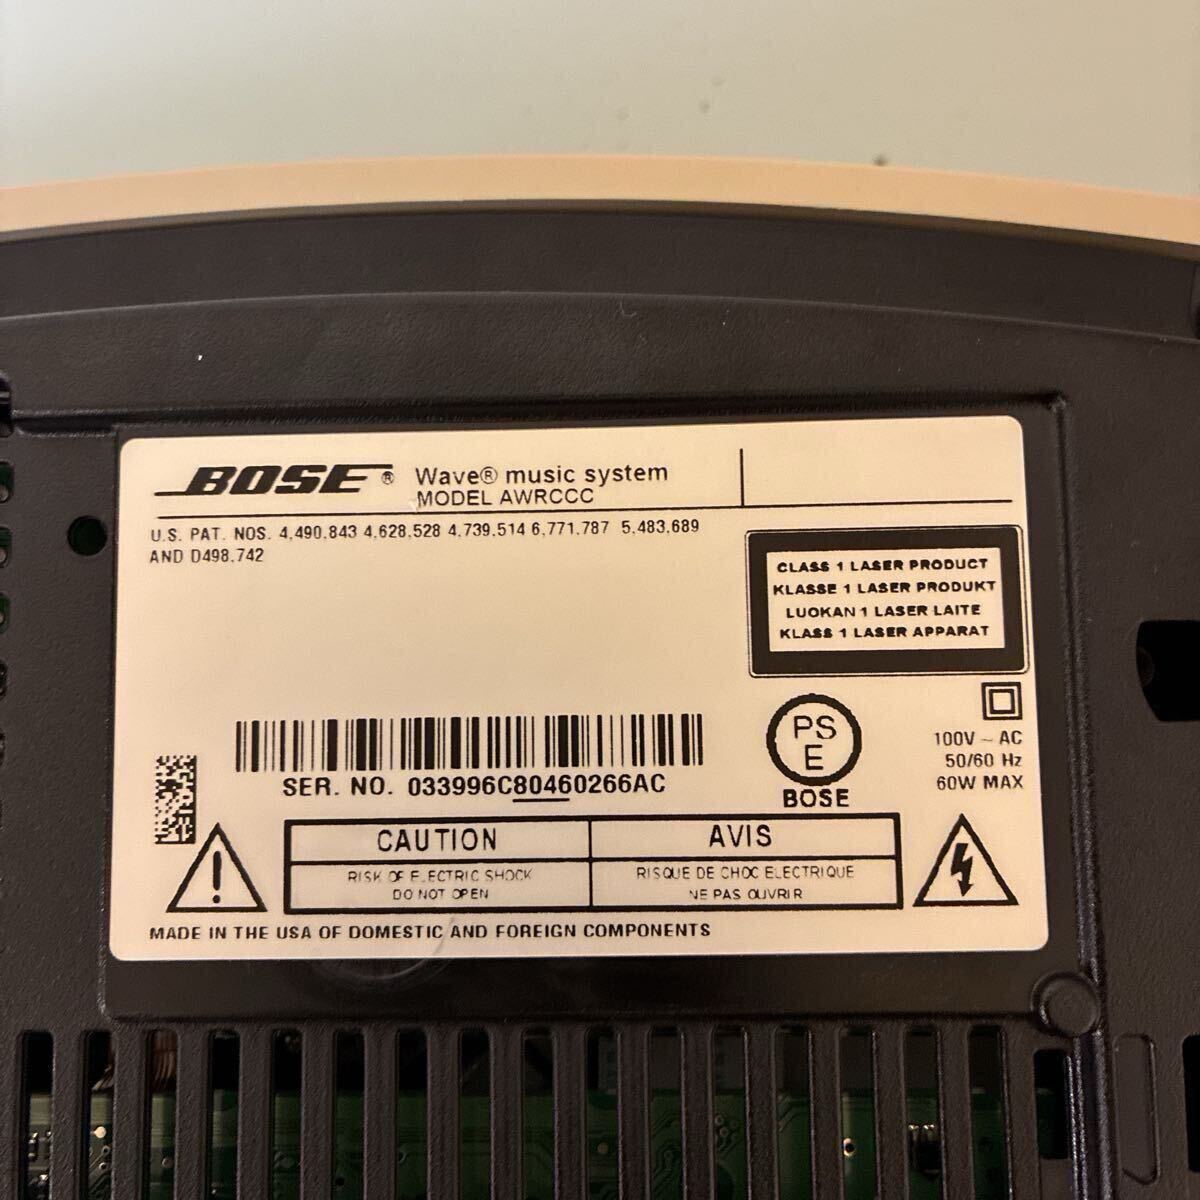 BOSE® Wave® music system
MODEL AWRCCC
U.S. PAT. NOS. 4,490,843 4,628,528 4,739,514 6,771,787 5,483,689
AND D498,742
CLASS 1 LASER PRODUCT
KLASSE 1 LASER PRODUKT
LUOKAN 1 LASER LAITE
KLASS 1 LASER APPARAT
SER. NO. 033996C80460266AC
PS
E
BOSE
100V ~ AC
50/60 Hz
60W MAX
CAUTION
RISK OF ELECTRIC SHOCK
DO NOT OPEN
AVIS
RISQUE DE CHOC ELECTRIQUE
NE PAS OUVRIR
MADE IN THE USA OF DOMESTIC AND FOREIGN COMPONENTS